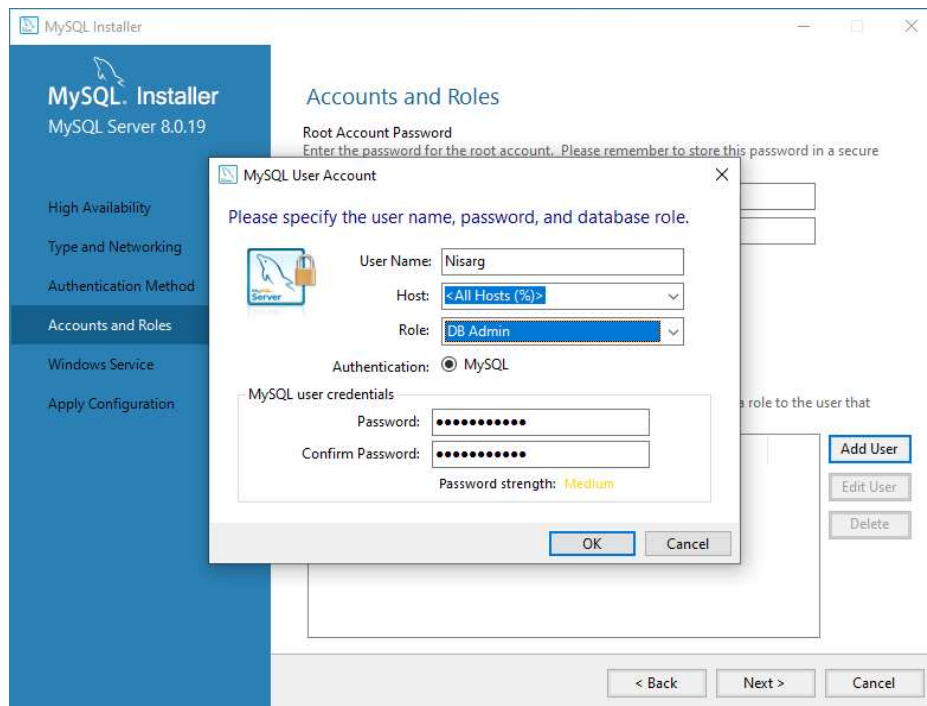 MySQL Installer
MySQL. Installer
MySQL Server 8.0.19
High Availability
Type and Networking
Authentication Method
Accounts and Roles
Windows Service
Apply Configuration
Accounts and Roles
Root Account Password
Enter the password for the root account. Please remember to store this password in a secure
MySQL User Account
Please specify the user name, password, and database role.
MySQL
Server
User Name: Nisarg
Host: <All Hosts (%)>
Role: DB Admin
Authentication: MySQL
MySQL user credentials
Password: ●●●●●●●●●●●
Confirm Password: ●●●●●●●●●●●
Password strength: Medium
OK Cancel
a role to the user that
Add User
Edit User
Delete
< Back Next > Cancel